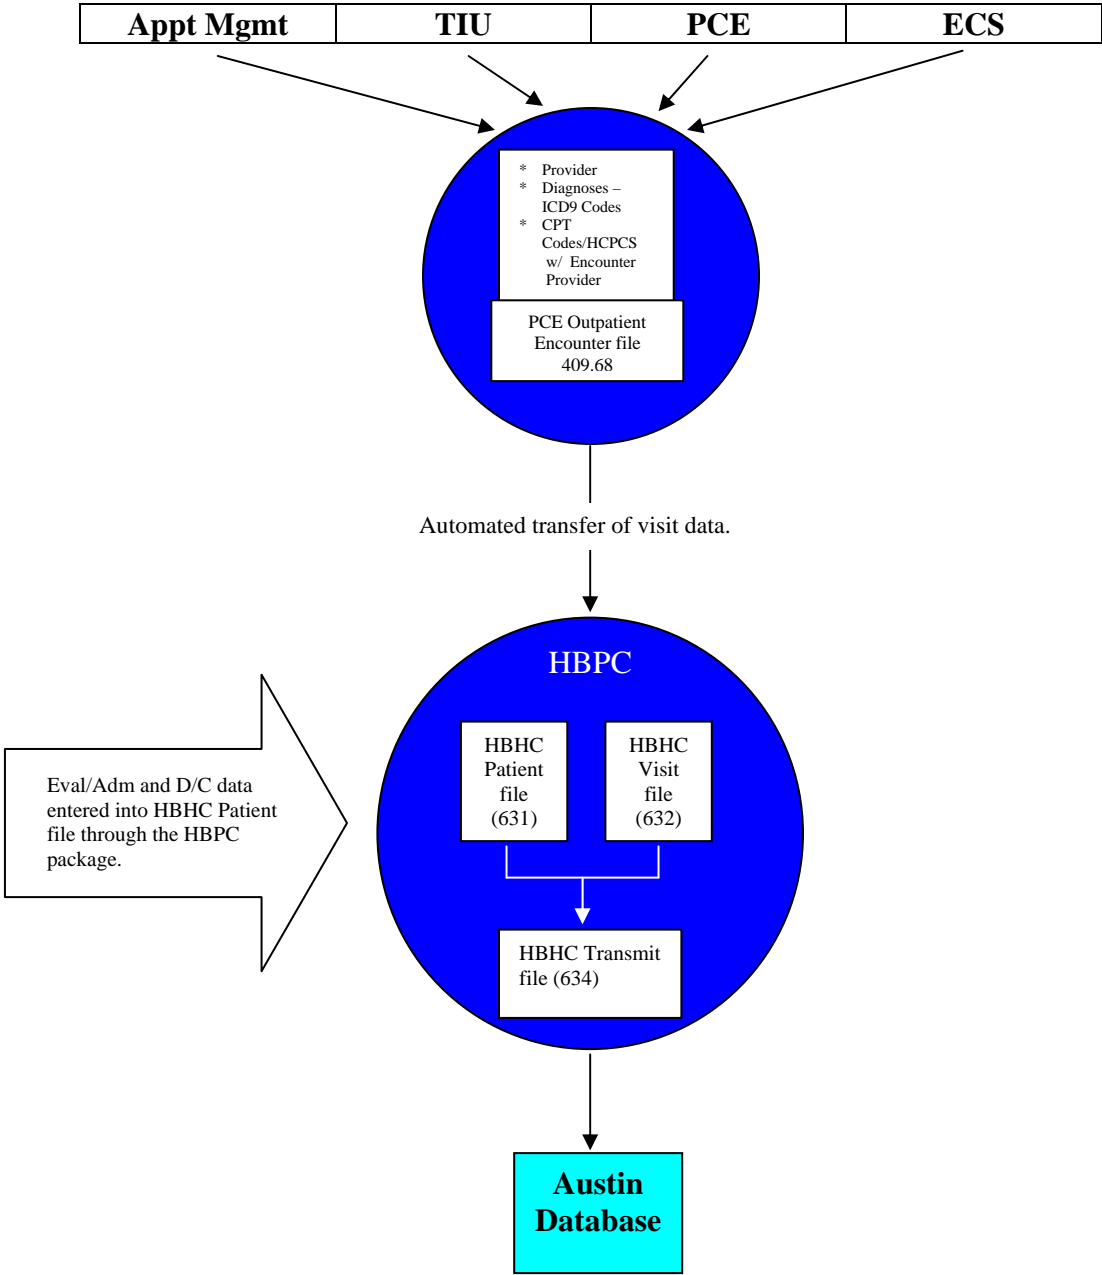 Appt Mgmt TIU PCE ECS
* Provider
* Diagnoses –
ICD9 Codes
* CPT
Codes/HCPCS
w/ Encounter
Provider
PCE Outpatient
Encounter file
409.68
Automated transfer of visit data.
HBPC
HBHC
Patient
file
(631)
HBHC
Visit
file
(632)
Eval/Adm and D/C data
entered into HBHC Patient
file through the HBPC
package.
HBHC Transmit
file (634)
Austin
Database